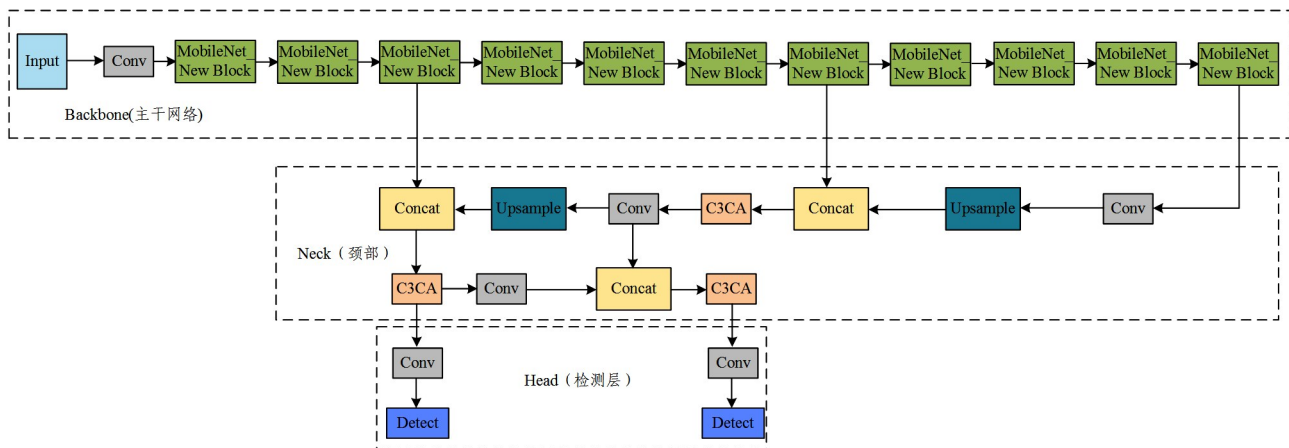 Input
Conv
MobileNet_
New Block
MobileNet_
New Block
MobileNet_
New Block
MobileNet_
New Block
MobileNet_
New Block
MobileNet_
New Block
MobileNet_
New Block
MobileNet_
New Block
MobileNet_
New Block
MobileNet_
New Block
MobileNet_
New Block
Backbone(主干网络)
Concat
Upsample
Conv
C3CA
Concat
Upsample
Conv
Neck（颈部）
C3CA
Conv
Concat
C3CA
Conv
Head（检测层）
Conv
Detect
Detect